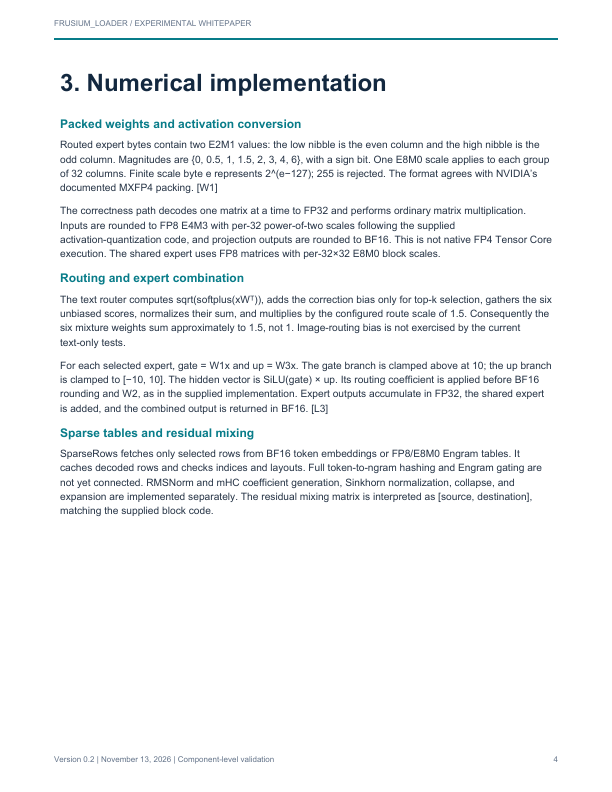 FRUSIUM_LOADER / EXPERIMENTAL WHITEPAPER
3. Numerical implementation
Packed weights and activation conversion
Routed expert bytes contain two E2M1 values: the low nibble is the even column and the high nibble is the
odd column. Magnitudes are {0, 0.5, 1, 1.5, 2, 3, 4, 6}, with a sign bit. One E8M0 scale applies to each group
of 32 columns. Finite scale byte e represents 2^(e−127); 255 is rejected. The format agrees with NVIDIA's
documented MXFP4 packing. [W1]
The correctness path decodes one matrix at a time to FP32 and performs ordinary matrix multiplication.
Inputs are rounded to FP8 E4M3 with per-32 power-of-two scales following the supplied
activation-quantization code, and projection outputs are rounded to BF16. This is not native FP4 Tensor Core
execution. The shared expert uses FP8 matrices with per-32×32 E8M0 block scales.
Routing and expert combination
The text router computes sqrt(softplus(xWᵀ)), adds the correction bias only for top-k selection, gathers the six
unbiased scores, normalizes their sum, and multiplies by the configured route scale of 1.5. Consequently the
six mixture weights sum approximately to 1.5, not 1. Image-routing bias is not exercised by the current
text-only tests.
For each selected expert, gate = W1x and up = W3x. The gate branch is clamped above at 10; the up branch
is clamped to [−10, 10]. The hidden vector is SiLU(gate) × up. Its routing coefficient is applied before BF16
rounding and W2, as in the supplied implementation. Expert outputs accumulate in FP32, the shared expert
is added, and the combined output is returned in BF16. [L3]
Sparse tables and residual mixing
SparseRows fetches only selected rows from BF16 token embeddings or FP8/E8M0 Engram tables. It
caches decoded rows and checks indices and layouts. Full token-to-ngram hashing and Engram gating are
not yet connected. RMSNorm and mHC coefficient generation, Sinkhorn normalization, collapse, and
expansion are implemented separately. The residual mixing matrix is interpreted as [source, destination],
matching the supplied block code.
Version 0.2 | November 13, 2026 | Component-level validation
4